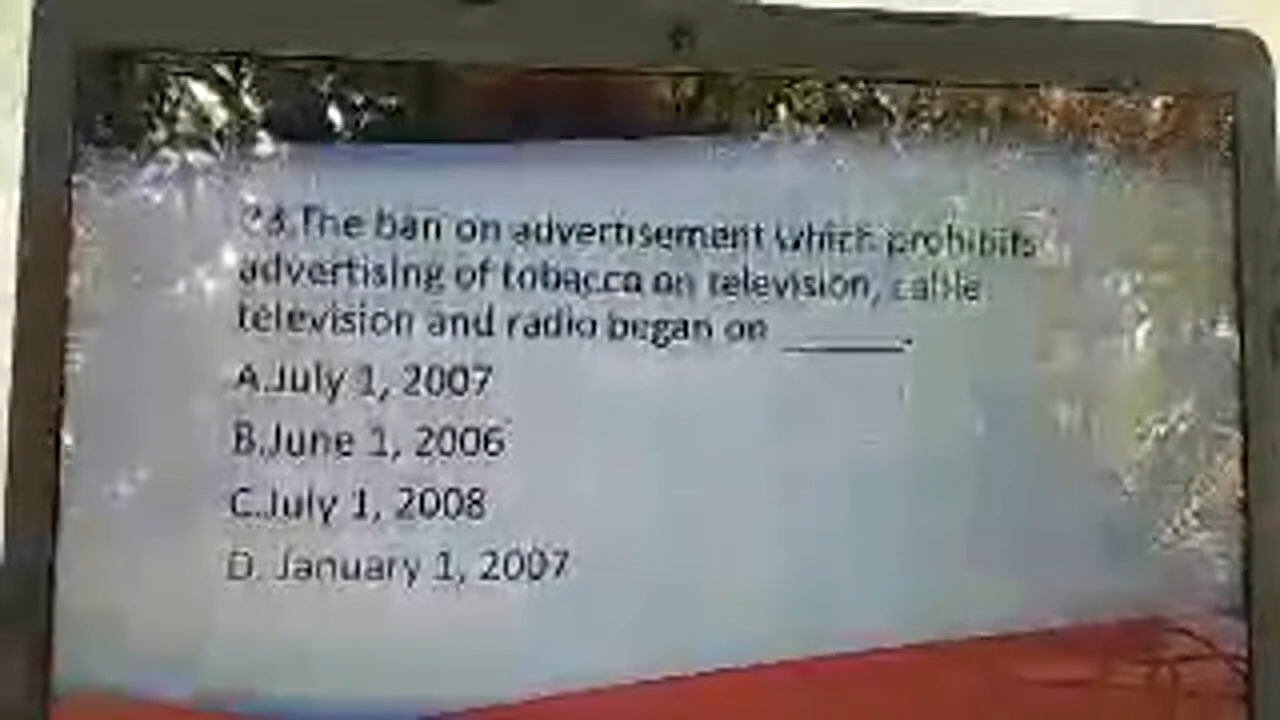 23.The ban on advertisement which prohibits
advertising of tobacco on television, cable
television and radio began on ______.
A.July 1, 2007
B.June 1, 2006
C.July 1, 2008
D. January 1, 2007